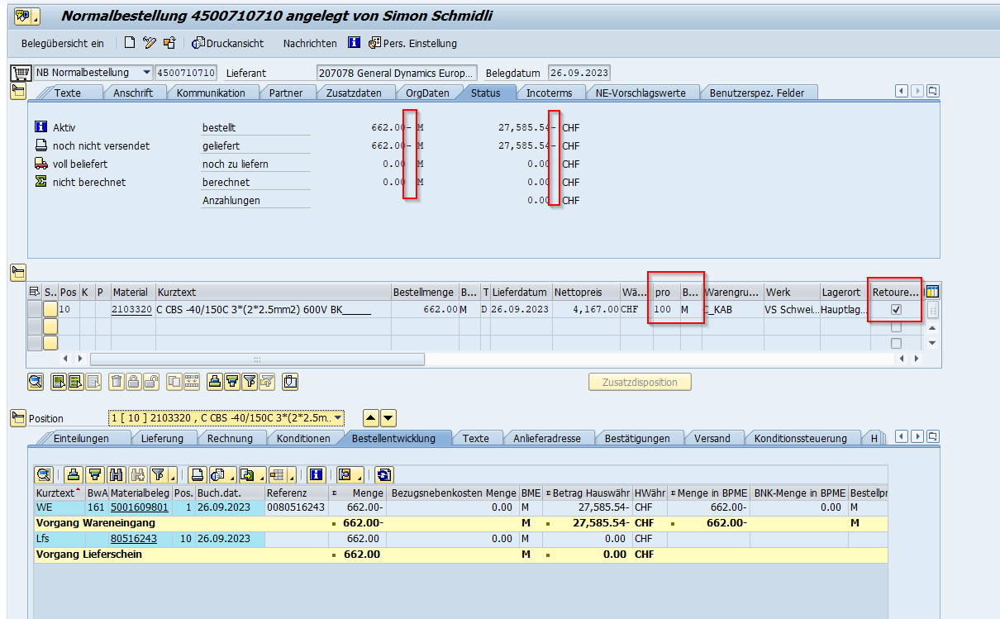 Normalbestellung 4500710710 angelegt von Simon Schmidli
Belegübersicht ein Druckansicht Nachrichten Pers. Einstellung
NB Normalbestellung 4500710710 Lieferant 207078 General Dynamics Europ... Belegdatum 26.09.2023
Texte Anschrift Kommunikation Partner Zusatzdaten OrgDaten Status Incoterms NE-Vorschlagswerte Benutzerspez. Felder
Aktiv bestellt 662.00- M 27,585.54- CHF
noch nicht versendet geliefert 662.00- M 27,585.54- CHF
voll beliefert noch zu liefern 0.00 M 0.00 CHF
nicht berechnet berechnet 0.00 M 0.00 CHF
Anzahlungen 0.00 CHF
S.. Pos K P Material Kurztext Bestellmenge B... T Lieferdatum Nettopreis Wä... pro B... Warengru... Werk Lagerort Retoure...
10 2103320 C CBS -40/150C 3*(2*2.5mm2) 600V BK_____ 662.00 M D 26.09.2023 4,167.00 CHF 100 M C_KAB VS Schwei... Hauptlag...
Zusatzdisposition
Position 1 [ 10 ] 2103320 , C CBS -40/150C 3*(2*2.5m..
Einteilungen Lieferung Rechnung Konditionen Bestellentwicklung Texte Anlieferadresse Bestätigungen Versand Konditionssteuerung H
Kurztext BwA Materialbeleg Pos. Buch.dat. Referenz Σ Menge Bezugsnebenkosten Menge BME Σ Betrag Hauswähr HWähr Σ Menge in BPME BNK-Menge in BPME Bestellpr
WE 161 5001609801 1 26.09.2023 0080516243 662.00- 0.00 M 27,585.54- CHF 662.00- 0.00 M
Vorgang Wareneingang 662.00- M 27,585.54- CHF 662.00- M
Lfs 80516243 10 26.09.2023 662.00 0.00 M 0.00 CHF
Vorgang Lieferschein 662.00 M 0.00 CHF